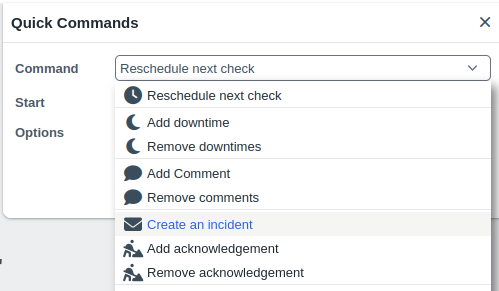 Quick Commands
Command
Reschedule next check
Start
Options
Reschedule next check
Add downtime
Remove downtimes
Add Comment
Remove comments
Create an incident
Add acknowledgement
Remove acknowledgement